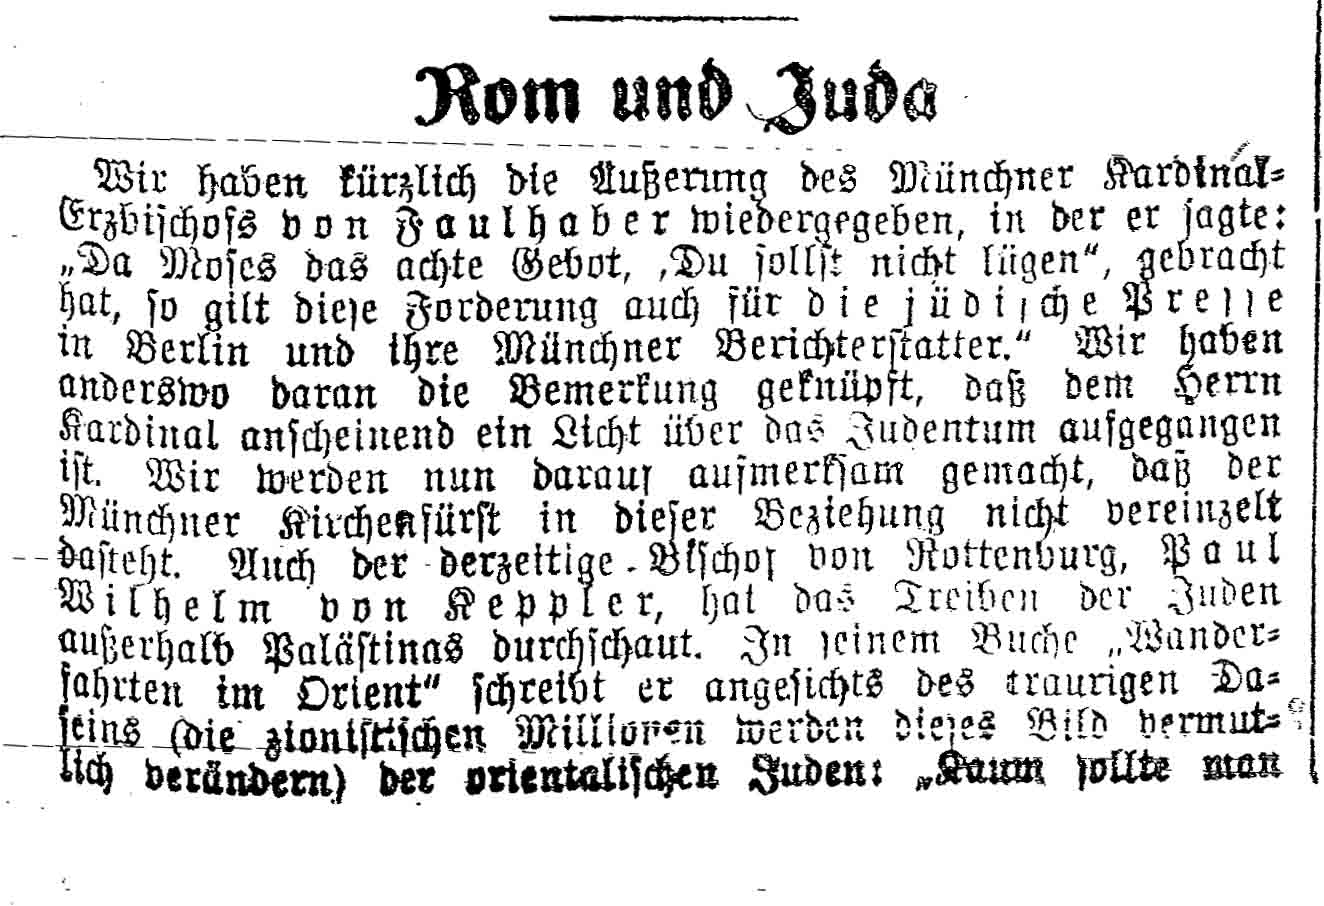 Rom und Juda
Wir haben kürzlich die Äußerung des Münchner Kardinal-
Erzbischofs von Faulhaber wiedergegeben, in der er sagte:
„Da Moses das achte Gebot, ‚Du sollst nicht lügen“, gebracht
hat, so gilt diese Forderung auch für die jüdische Presse
in Berlin und ihre Münchner Berichterstatter.“ Wir haben
anderswo daran die Bemerkung geknüpft, daß dem Herrn
Kardinal anscheinend ein Licht über das Judentum aufgegangen
ist. Wir werden nun darauf aufmerksam gemacht, daß der
Münchner Kirchenfürst in dieser Beziehung nicht vereinzelt
dasteht. Auch der derzeitige Bischof von Rottenburg, Paul
Wilhelm von Keppler, hat das Treiben der Juden
außerhalb Palästinas durchschaut. In seinem Buche „Wander-
fahrten im Orient“ schreibt er angesichts des traurigen Da-
seins (die zionistischen Millionen werden dieses Bild vermut-
lich verändern) der orientalischen Juden: „Kaum sollte man